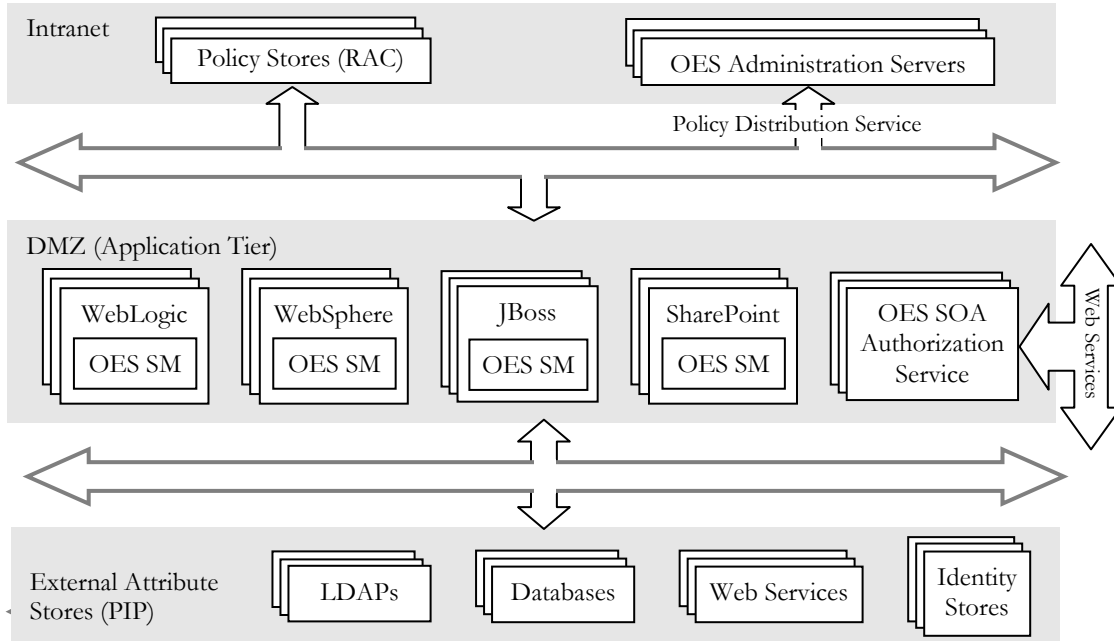 Intranet
Policy Stores (RAC)
OES Administration Servers
Policy Distribution Service
DMZ (Application Tier)
WebLogic
OES SM
WebSphere
OES SM
JBoss
OES SM
SharePoint
OES SM
OES SOA
Authorization
Service
Web Services
External Attribute
Stores (PIP)
LDAPs
Databases
Web Services
Identity
Stores